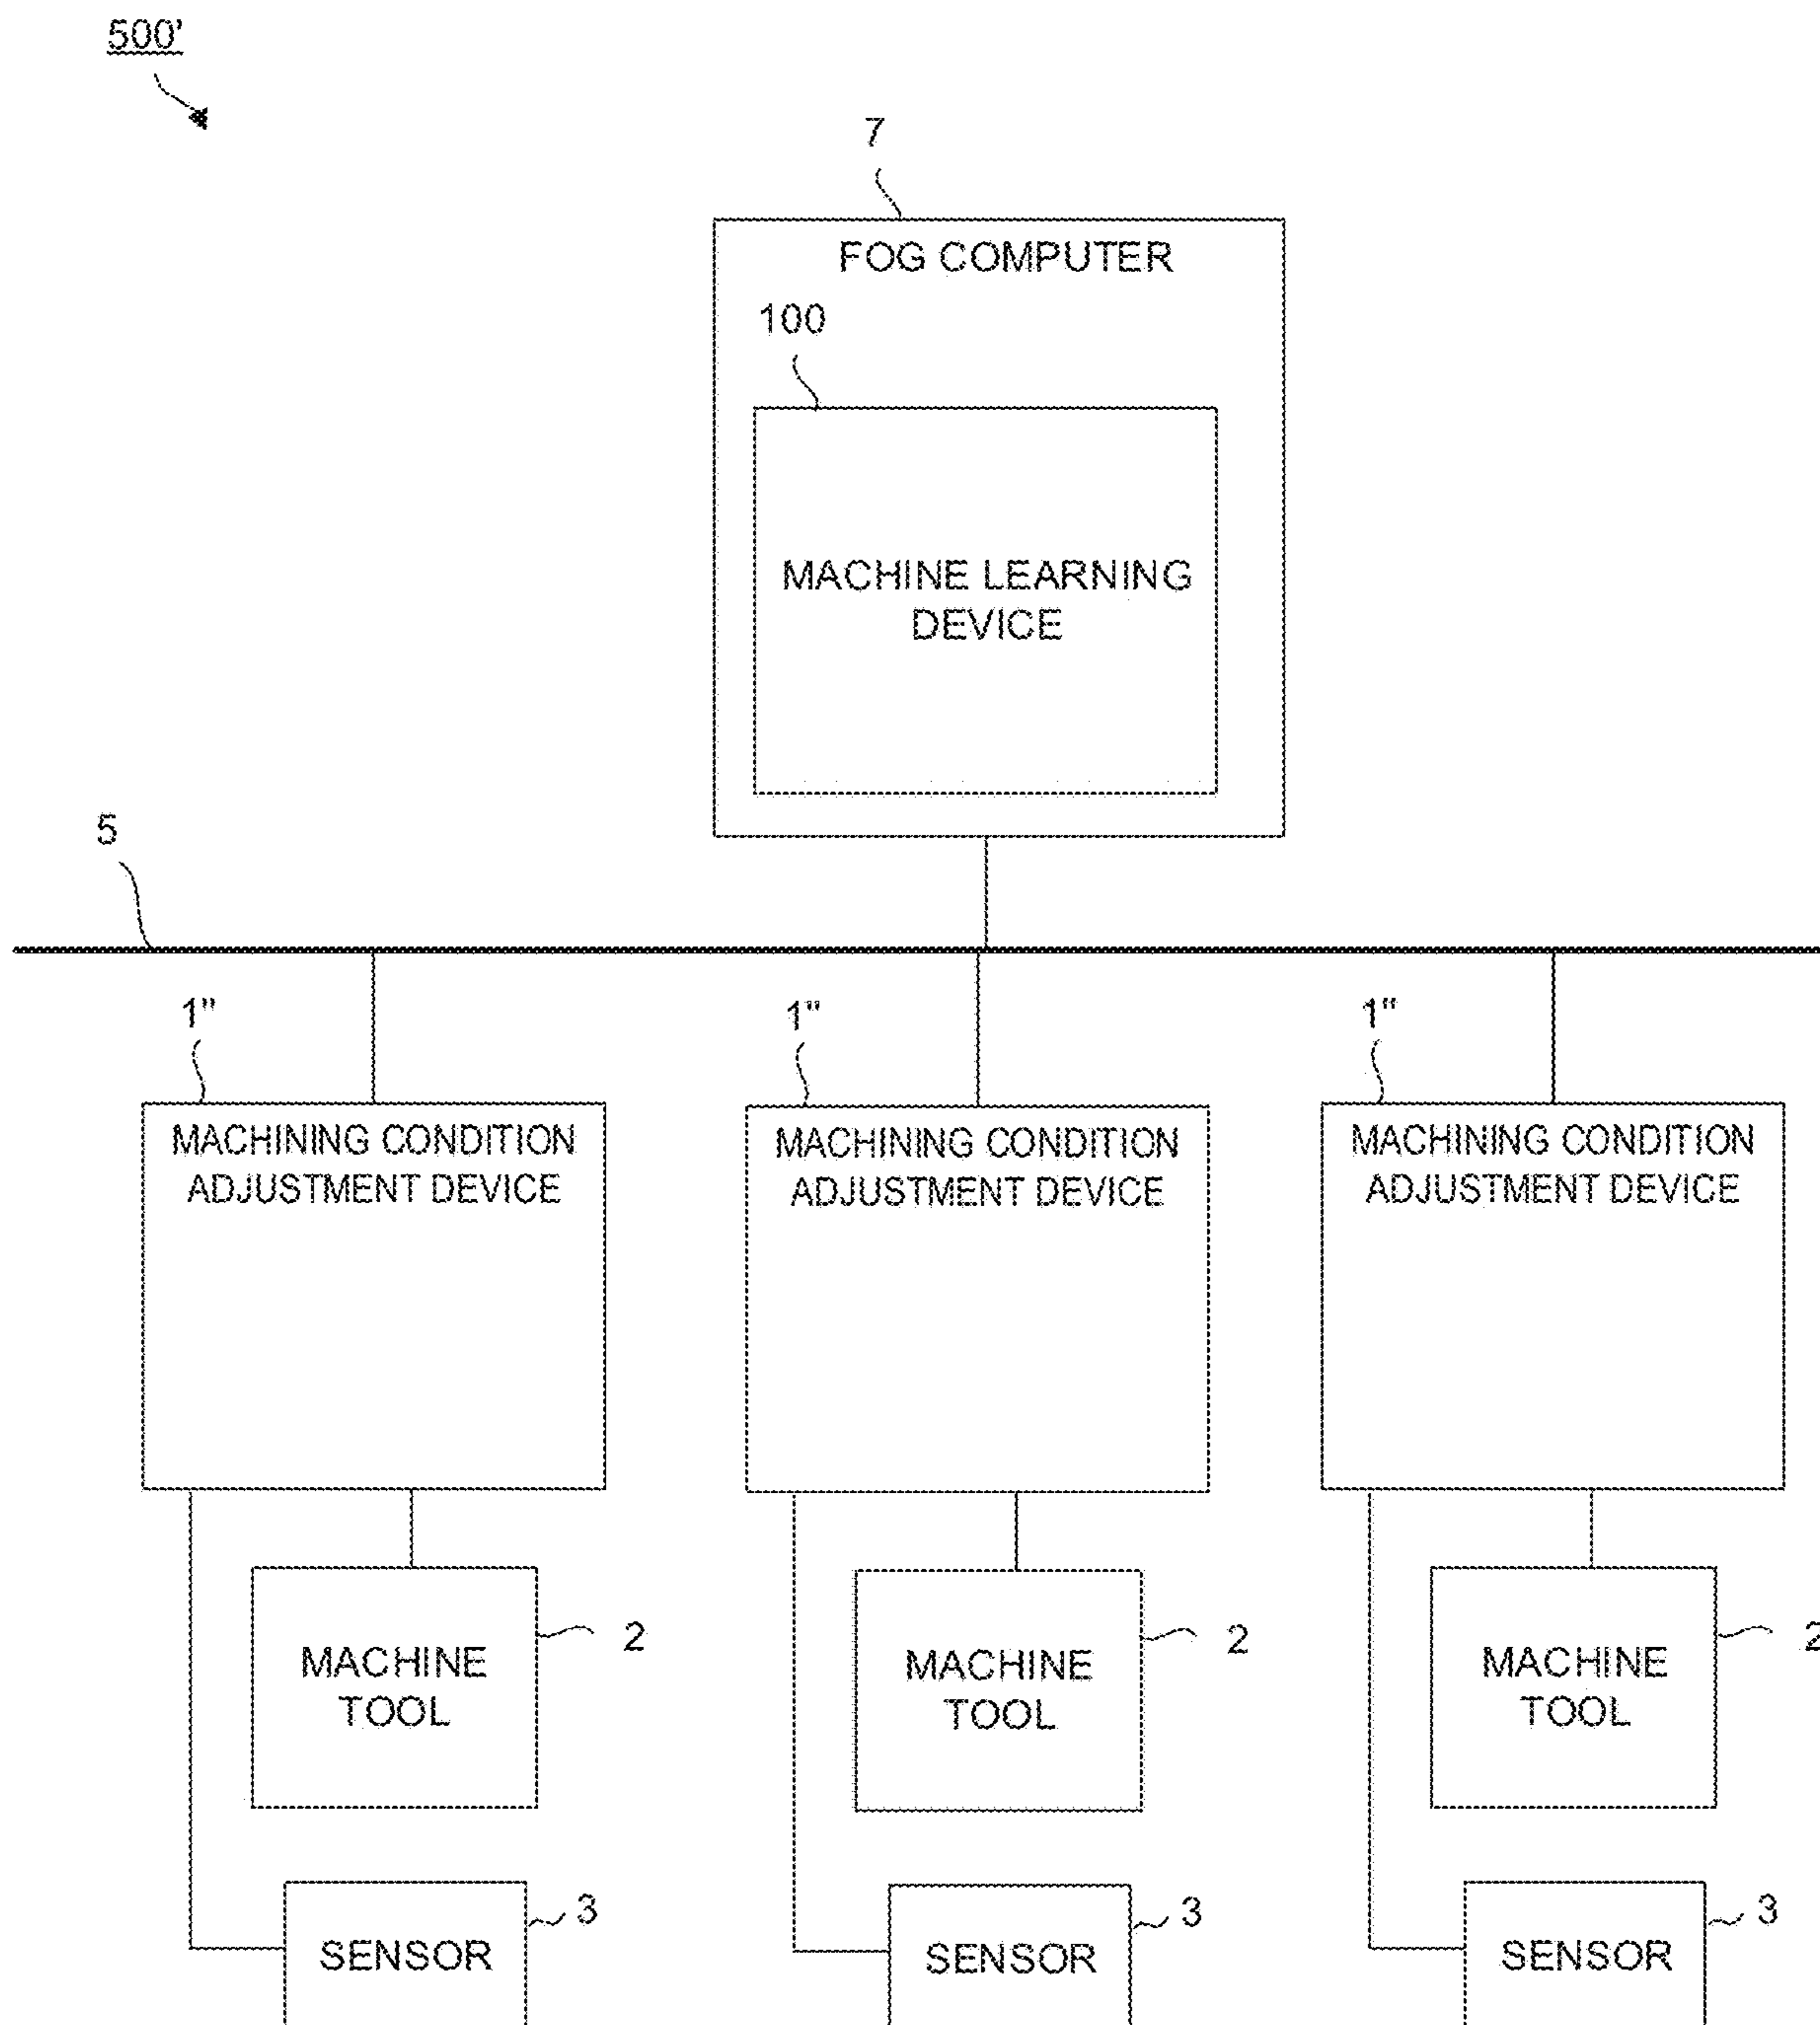 500'
7
FOG COMPUTER
100
MACHINE LEARNING
DEVICE
5
1"
1"
1"
MACHINING CONDITION
ADJUSTMENT DEVICE
MACHINING CONDITION
ADJUSTMENT DEVICE
MACHINING CONDITION
ADJUSTMENT DEVICE
MACHINE
TOOL
2
MACHINE
TOOL
2
MACHINE
TOOL
2
SENSOR
3
SENSOR
3
SENSOR
3